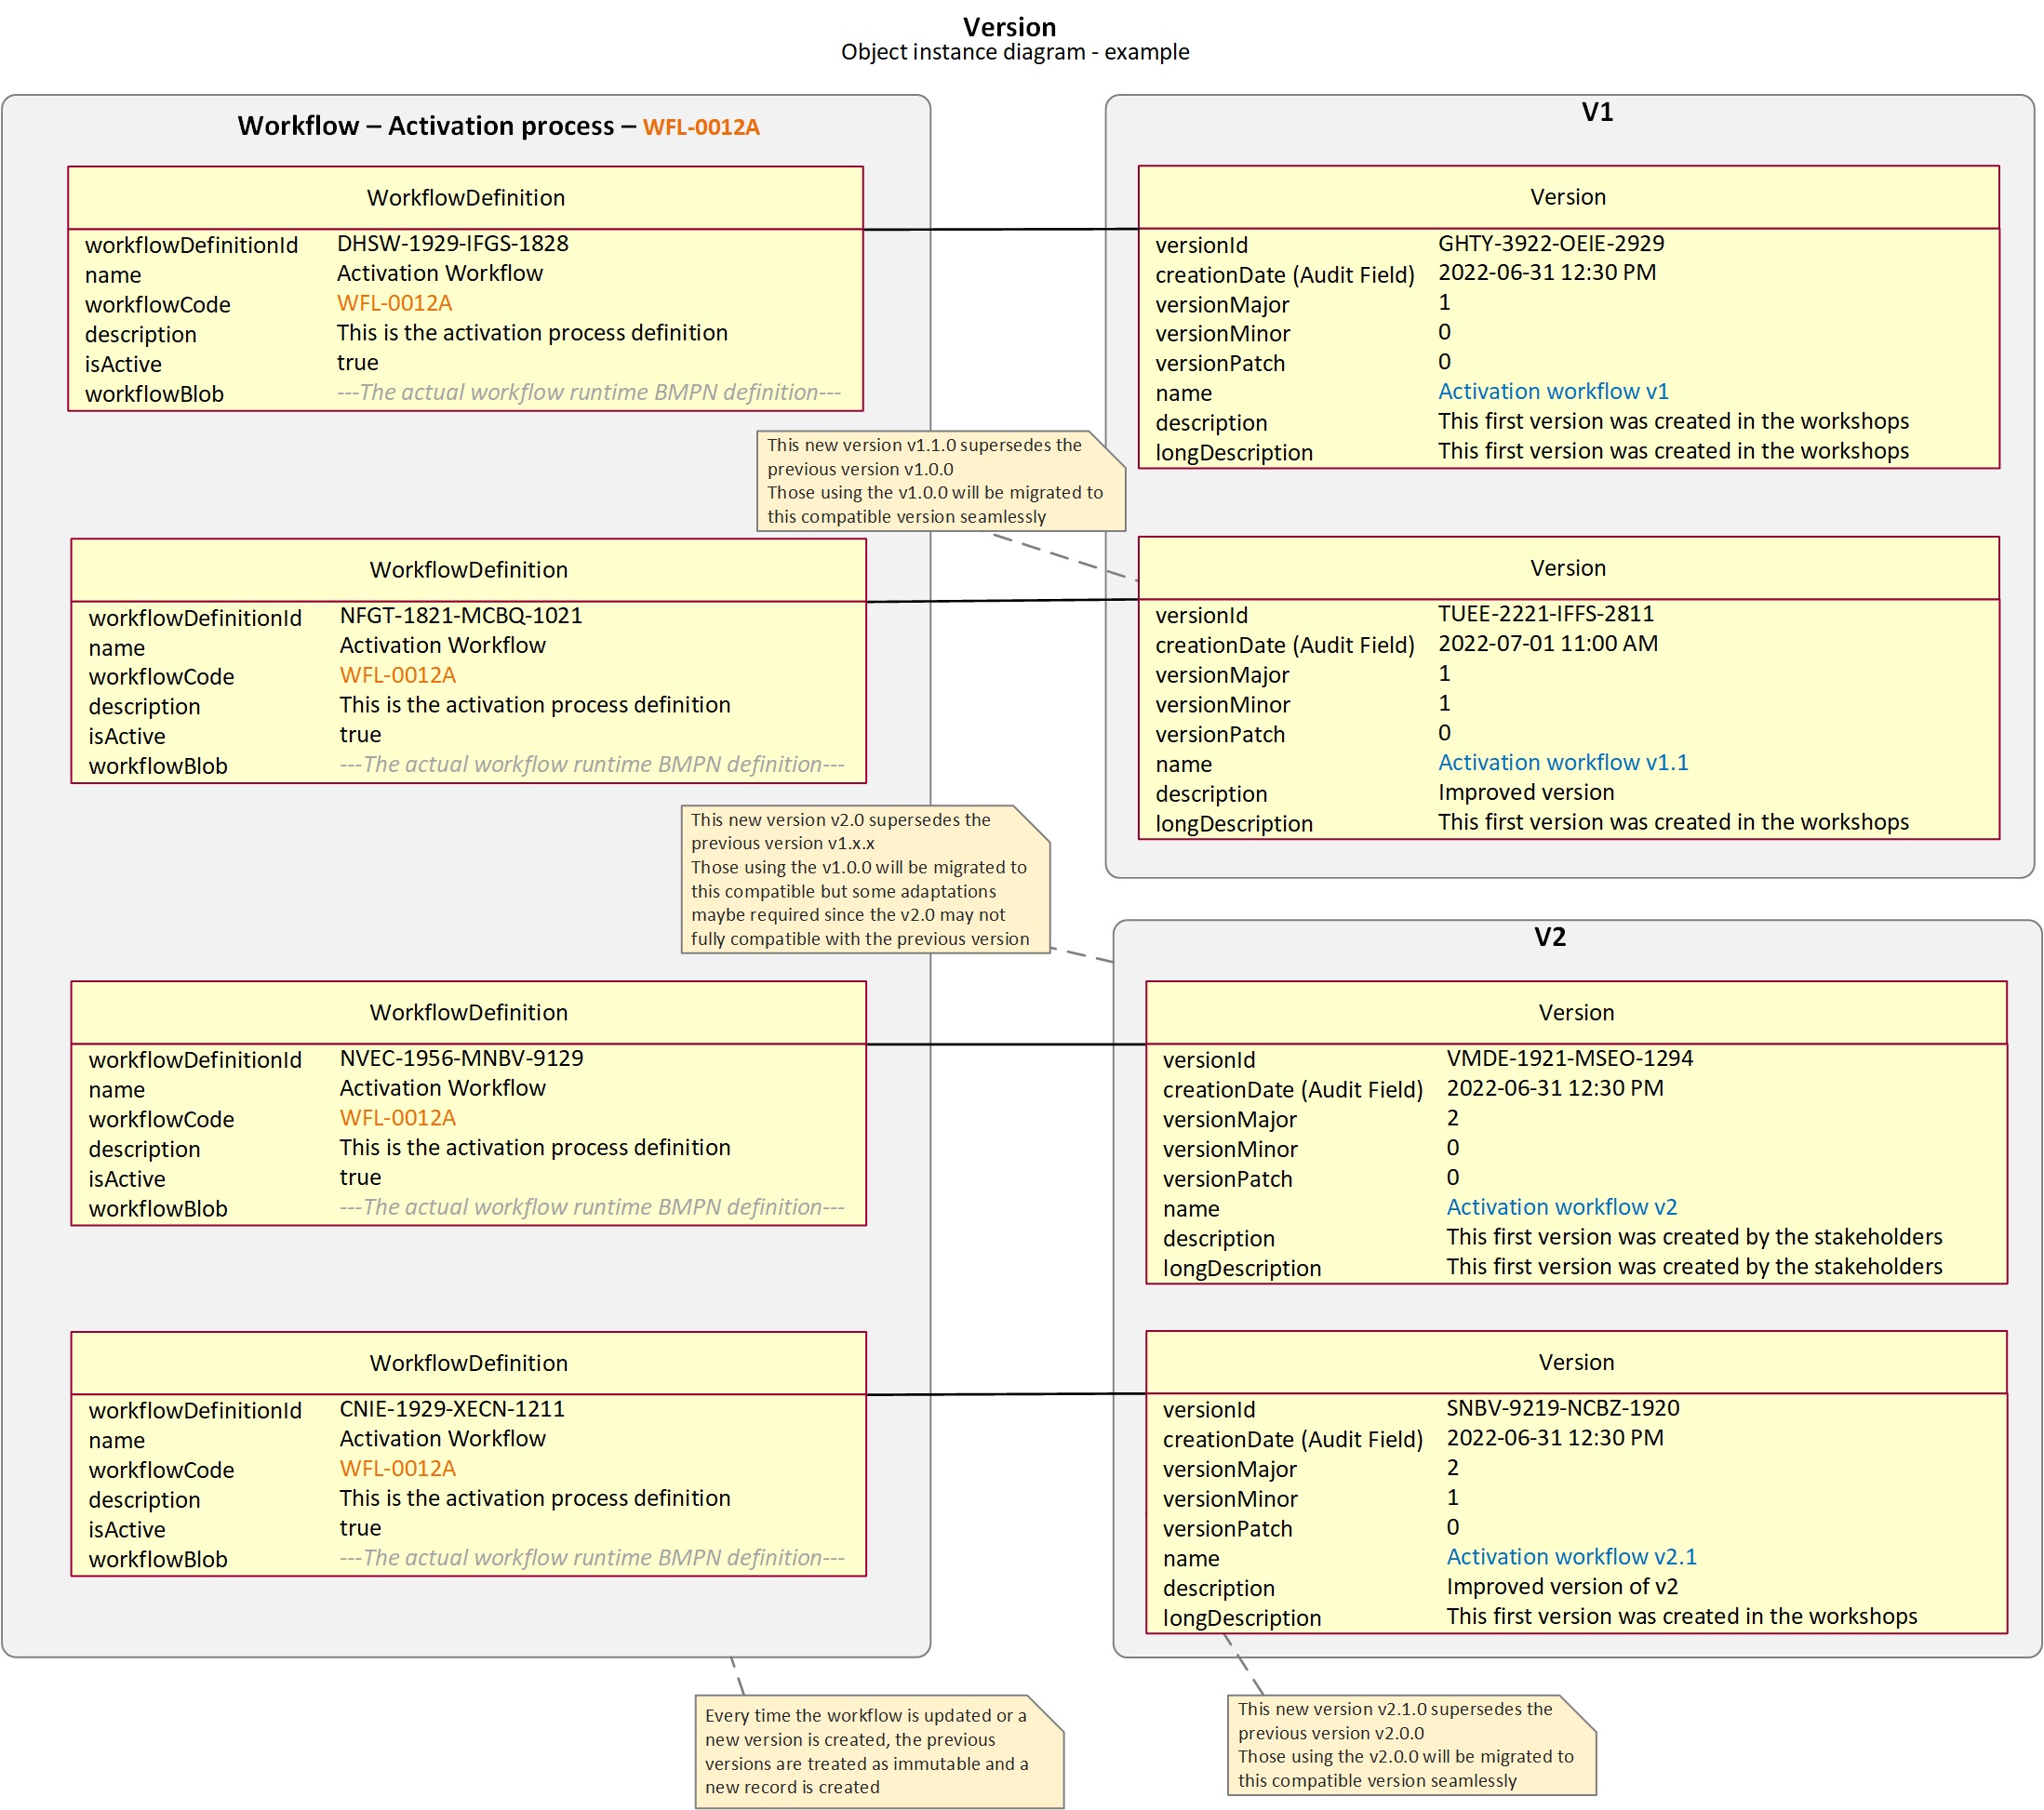 Version
Object instance diagram - example
Workflow – Activation process – WFL-0012A
WorkflowDefinition
workflowDefinitionId DHSW-1929-IFGS-1828
name Activation Workflow
workflowCode WFL-0012A
description This is the activation process definition
isActive true
workflowBlob ---The actual workflow runtime BMPN definition---
V1
Version
versionId GHTY-3922-OEIE-2929
creationDate (Audit Field) 2022-06-31 12:30 PM
versionMajor 1
versionMinor 0
versionPatch 0
name Activation workflow v1
description This first version was created in the workshops
longDescription This first version was created in the workshops
This new version v1.1.0 supersedes the
previous version v1.0.0
Those using the v1.0.0 will be migrated to
this compatible version seamlessly
WorkflowDefinition
workflowDefinitionId NFGT-1821-MCBQ-1021
name Activation Workflow
workflowCode WFL-0012A
description This is the activation process definition
isActive true
workflowBlob ---The actual workflow runtime BMPN definition---
Version
versionId TUEE-2221-IFFS-2811
creationDate (Audit Field) 2022-07-01 11:00 AM
versionMajor 1
versionMinor 1
versionPatch 0
name Activation workflow v1.1
description Improved version
longDescription This first version was created in the workshops
This new version v2.0 supersedes the
previous version v1.x.x
Those using the v1.0.0 will be migrated to
this compatible but some adaptations
maybe required since the v2.0 may not
fully compatible with the previous version
WorkflowDefinition
workflowDefinitionId NVEC-1956-MNBV-9129
name Activation Workflow
workflowCode WFL-0012A
description This is the activation process definition
isActive true
workflowBlob ---The actual workflow runtime BMPN definition---
V2
Version
versionId VMDE-1921-MSEO-1294
creationDate (Audit Field) 2022-06-31 12:30 PM
versionMajor 2
versionMinor 0
versionPatch 0
name Activation workflow v2
description This first version was created by the stakeholders
longDescription This first version was created by the stakeholders
WorkflowDefinition
workflowDefinitionId CNIE-1929-XECN-1211
name Activation Workflow
workflowCode WFL-0012A
description This is the activation process definition
isActive true
workflowBlob ---The actual workflow runtime BMPN definition---
Version
versionId SNBV-9219-NCBZ-1920
creationDate (Audit Field) 2022-06-31 12:30 PM
versionMajor 2
versionMinor 1
versionPatch 0
name Activation workflow v2.1
description Improved version of v2
longDescription This first version was created in the workshops
Every time the workflow is updated or a
new version is created, the previous
versions are treated as immutable and a
new record is created
This new version v2.1.0 supersedes the
previous version v2.0.0
Those using the v2.0.0 will be migrated to
this compatible version seamlessly